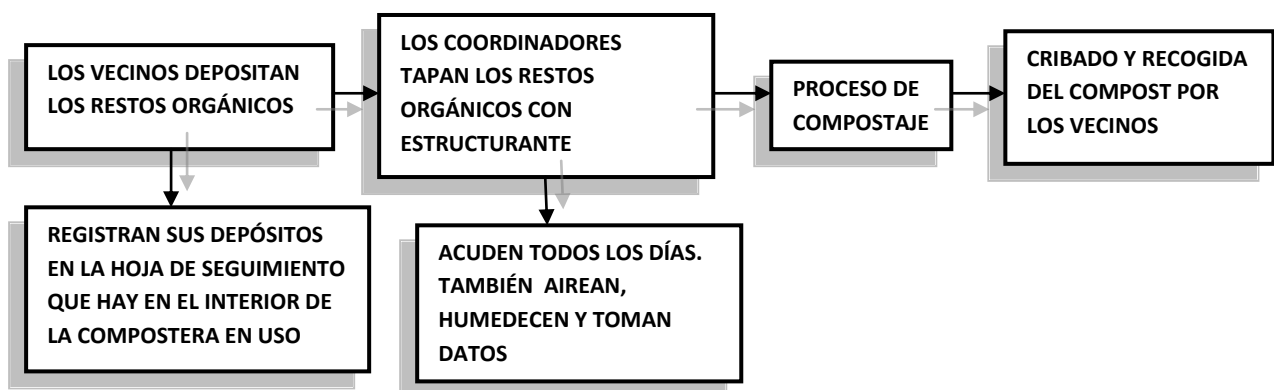 LOS VECINOS DEPOSITAN
LOS RESTOS ORGÁNICOS
LOS COORDINADORES
TAPAN LOS RESTOS
ORGÁNICOS CON
ESTRUCTURANTE
PROCESO DE
COMPOSTAJE
CRIBADO Y RECOGIDA
DEL COMPOST POR
LOS VECINOS
REGISTRAN SUS DEPÓSITOS
EN LA HOJA DE SEGUIMIENTO
QUE HAY EN EL INTERIOR DE
LA COMPOSTERA EN USO
ACUDEN TODOS LOS DÍAS.
TAMBIÉN AIREAN,
HUMEDECEN Y TOMAN
DATOS